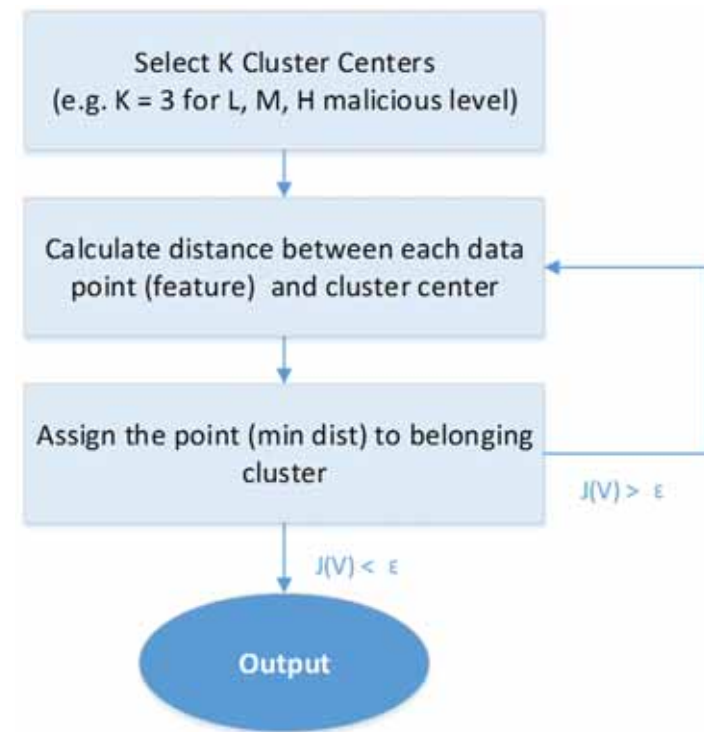 Select K Cluster Centers
(e.g. K = 3 for L, M, H malicious level)
Calculate distance between each data
point (feature) and cluster center
Assign the point (min dist) to belonging
cluster
J(V) > ε
J(V) < ε
Output